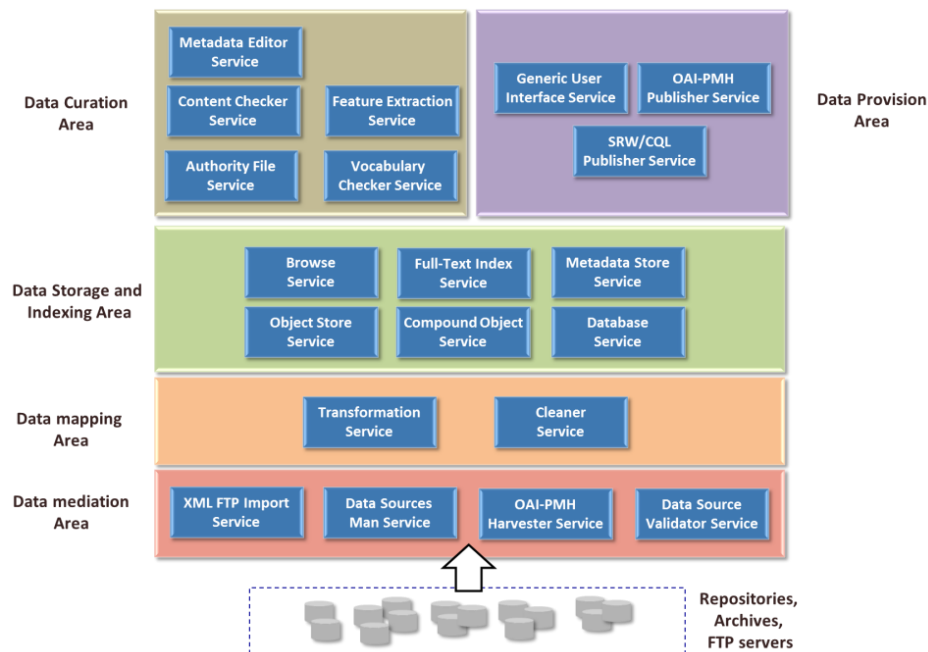 Data Curation
Area
Metadata Editor
Service
Content Checker
Service
Feature Extraction
Service
Authority File
Service
Vocabulary
Checker Service
Generic User
Interface Service
OAI-PMH
Publisher Service
SRW/CQL
Publisher Service
Data Provision
Area
Data Storage and
Indexing Area
Browse
Service
Full-Text Index
Service
Metadata Store
Service
Object Store
Service
Compound Object
Service
Database
Service
Data mapping
Area
Transformation
Service
Cleaner
Service
Data mediation
Area
XML FTP Import
Service
Data Sources
Man Service
OAI-PMH
Harvester Service
Data Source
Validator Service
Repositories,
Archives,
FTP servers